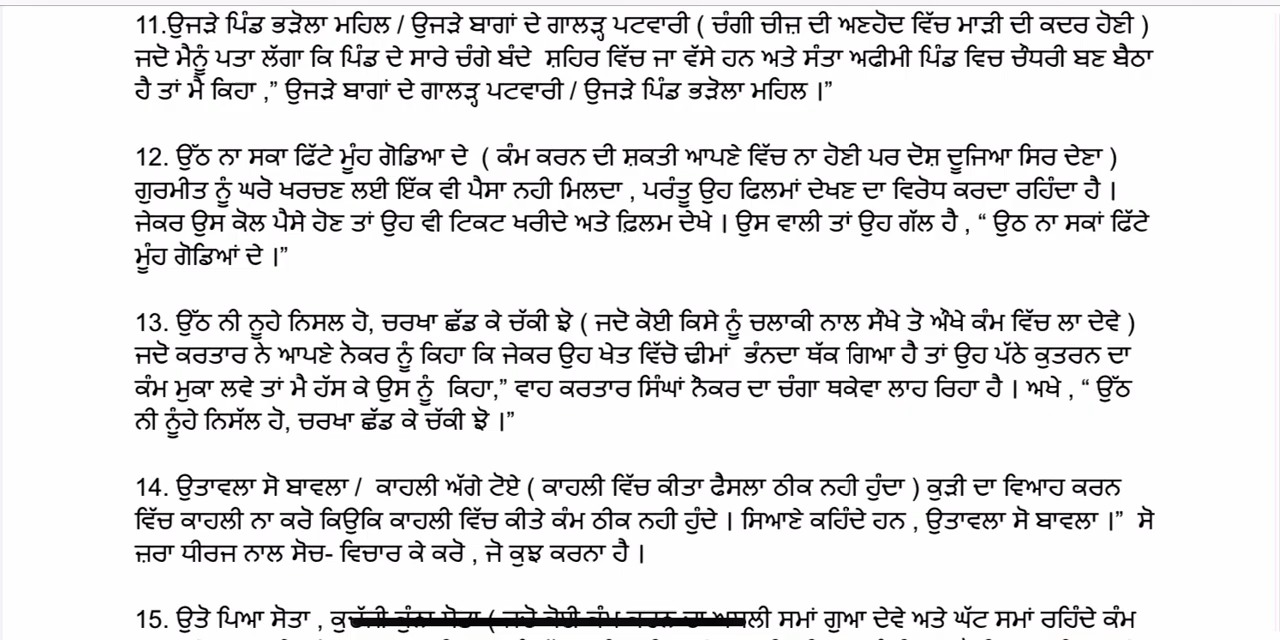 11.ਉਜੜੇ ਪਿੰਡ ਭੜੋਲਾ ਮਹਿਲ / ਉਜੜੇ ਬਾਗਾਂ ਦੇ ਗਾਲੜ੍ਹ ਪਟਵਾਰੀ ( ਚੰਗੀ ਚੀਜ਼ ਦੀ ਅਣਹੋਦ ਵਿੱਚ ਮਾੜੀ ਦੀ ਕਦਰ ਹੋਣੀ )
ਜਦੋਂ ਮੈਨੂੰ ਪਤਾ ਲੱਗਾ ਕਿ ਪਿੰਡ ਦੇ ਸਾਰੇ ਚੰਗੇ ਬੰਦੇ ਸ਼ਹਿਰ ਵਿੱਚ ਜਾ ਵੱਸੇ ਹਨ ਅਤੇ ਸੰਤਾ ਅਫੀਮੀ ਪਿੰਡ ਵਿਚ ਚੌਧਰੀ ਬਣ ਬੈਠਾ
ਹੈ ਤਾਂ ਮੈ ਕਿਹਾ ,” ਉਜੜੇ ਬਾਗਾਂ ਦੇ ਗਾਲੜ੍ਹ ਪਟਵਾਰੀ / ਉਜੜੇ ਪਿੰਡ ਭੜੋਲਾ ਮਹਿਲ ।”
12. ਉੱਠ ਨਾ ਸਕਾ ਫਿੱਟੇ ਮੂੰਹ ਗੋਡਿਆ ਦੇ ( ਕੰਮ ਕਰਨ ਦੀ ਸ਼ਕਤੀ ਆਪਣੇ ਵਿੱਚ ਨਾ ਹੋਣੀ ਪਰ ਦੋਸ਼ ਦੂਜਿਆ ਸਿਰ ਦੇਣਾ )
ਗੁਰਮੀਤ ਨੂੰ ਘਰੋ ਖਰਚਣ ਲਈ ਇੱਕ ਵੀ ਪੈਸਾ ਨਹੀ ਮਿਲਦਾ , ਪਰੰਤੂ ਉਹ ਫਿਲਮਾਂ ਦੇਖਣ ਦਾ ਵਿਰੋਧ ਕਰਦਾ ਰਹਿੰਦਾ ਹੈ ।
ਜੇਕਰ ਉਸ ਕੋਲ ਪੈਸੇ ਹੋਣ ਤਾਂ ਉਹ ਵੀ ਟਿਕਟ ਖਰੀਦੇ ਅਤੇ ਫ਼ਿਲਮ ਦੇਖੇ । ਉਸ ਵਾਲੀ ਤਾਂ ਉਹ ਗੱਲ ਹੈ , “ ਉਠ ਨਾ ਸਕਾਂ ਫਿੱਟੇ
ਮੂੰਹ ਗੋਡਿਆਂ ਦੇ ।”
13. ਉੱਠ ਨੀ ਨੂਹੇ ਨਿਸਲ ਹੋ, ਚਰਖਾ ਛੱਡ ਕੇ ਚੱਕੀ ਝੋ ( ਜਦੋਂ ਕੋਈ ਕਿਸੇ ਨੂੰ ਚਲਾਕੀ ਨਾਲ ਸੌਖੇ ਤੋ ਔਖੇ ਕੰਮ ਵਿੱਚ ਲਾ ਦੇਵੇ )
ਜਦੋਂ ਕਰਤਾਰ ਨੇ ਆਪਣੇ ਨੋਕਰ ਨੂੰ ਕਿਹਾ ਕਿ ਜੇਕਰ ਉਹ ਖੇਤ ਵਿੱਚੋ ਢੀਮਾਂ ਭੰਨਦਾ ਥੱਕ ਗਿਆ ਹੈ ਤਾਂ ਉਹ ਪੱਠੇ ਕੁਤਰਨ ਦਾ
ਕੰਮ ਮੁਕਾ ਲਵੇ ਤਾਂ ਮੈ ਹੱਸ ਕੇ ਉਸ ਨੂੰ ਕਿਹਾ,” ਵਾਹ ਕਰਤਾਰ ਸਿੰਘਾਂ ਨੋਕਰ ਦਾ ਚੰਗਾ ਥਕੇਵਾ ਲਾਹ ਰਿਹਾ ਹੈ । ਅਖੇ , “ ਉੱਠ
ਨੀ ਨੂੰਹੇ ਨਿਸੱਲ ਹੋ, ਚਰਖਾ ਛੱਡ ਕੇ ਚੱਕੀ ਝੋ ।”
14. ਉਤਾਵਲਾ ਸੋ ਬਾਵਲਾ / ਕਾਹਲੀ ਅੱਗੇ ਟੋਏ ( ਕਾਹਲੀ ਵਿੱਚ ਕੀਤਾ ਫੈਸਲਾ ਠੀਕ ਨਹੀ ਹੁੰਦਾ ) ਕੁੜੀ ਦਾ ਵਿਆਹ ਕਰਨ
ਵਿੱਚ ਕਾਹਲੀ ਨਾ ਕਰੋ ਕਿਉਕਿ ਕਾਹਲੀ ਵਿੱਚ ਕੀਤੇ ਕੰਮ ਠੀਕ ਨਹੀ ਹੁੰਦੇ । ਸਿਆਣੇ ਕਹਿੰਦੇ ਹਨ , ਉਤਾਵਲਾ ਸੋ ਬਾਵਲਾ ।” ਸੋ
ਜ਼ਰਾ ਧੀਰਜ ਨਾਲ ਸੋਚ- ਵਿਚਾਰ ਕੇ ਕਰੋ , ਜੋ ਕੁਝ ਕਰਨਾ ਹੈ ।
15. ਉਤੋ ਪਿਆ ਸੋਤਾ , ਸਮਾਂ ਗੁਆ ਦੇਵੇ ਅਤੇ ਘੱਟ ਸਮਾਂ ਰਹਿੰਦੇ ਕੰਮ